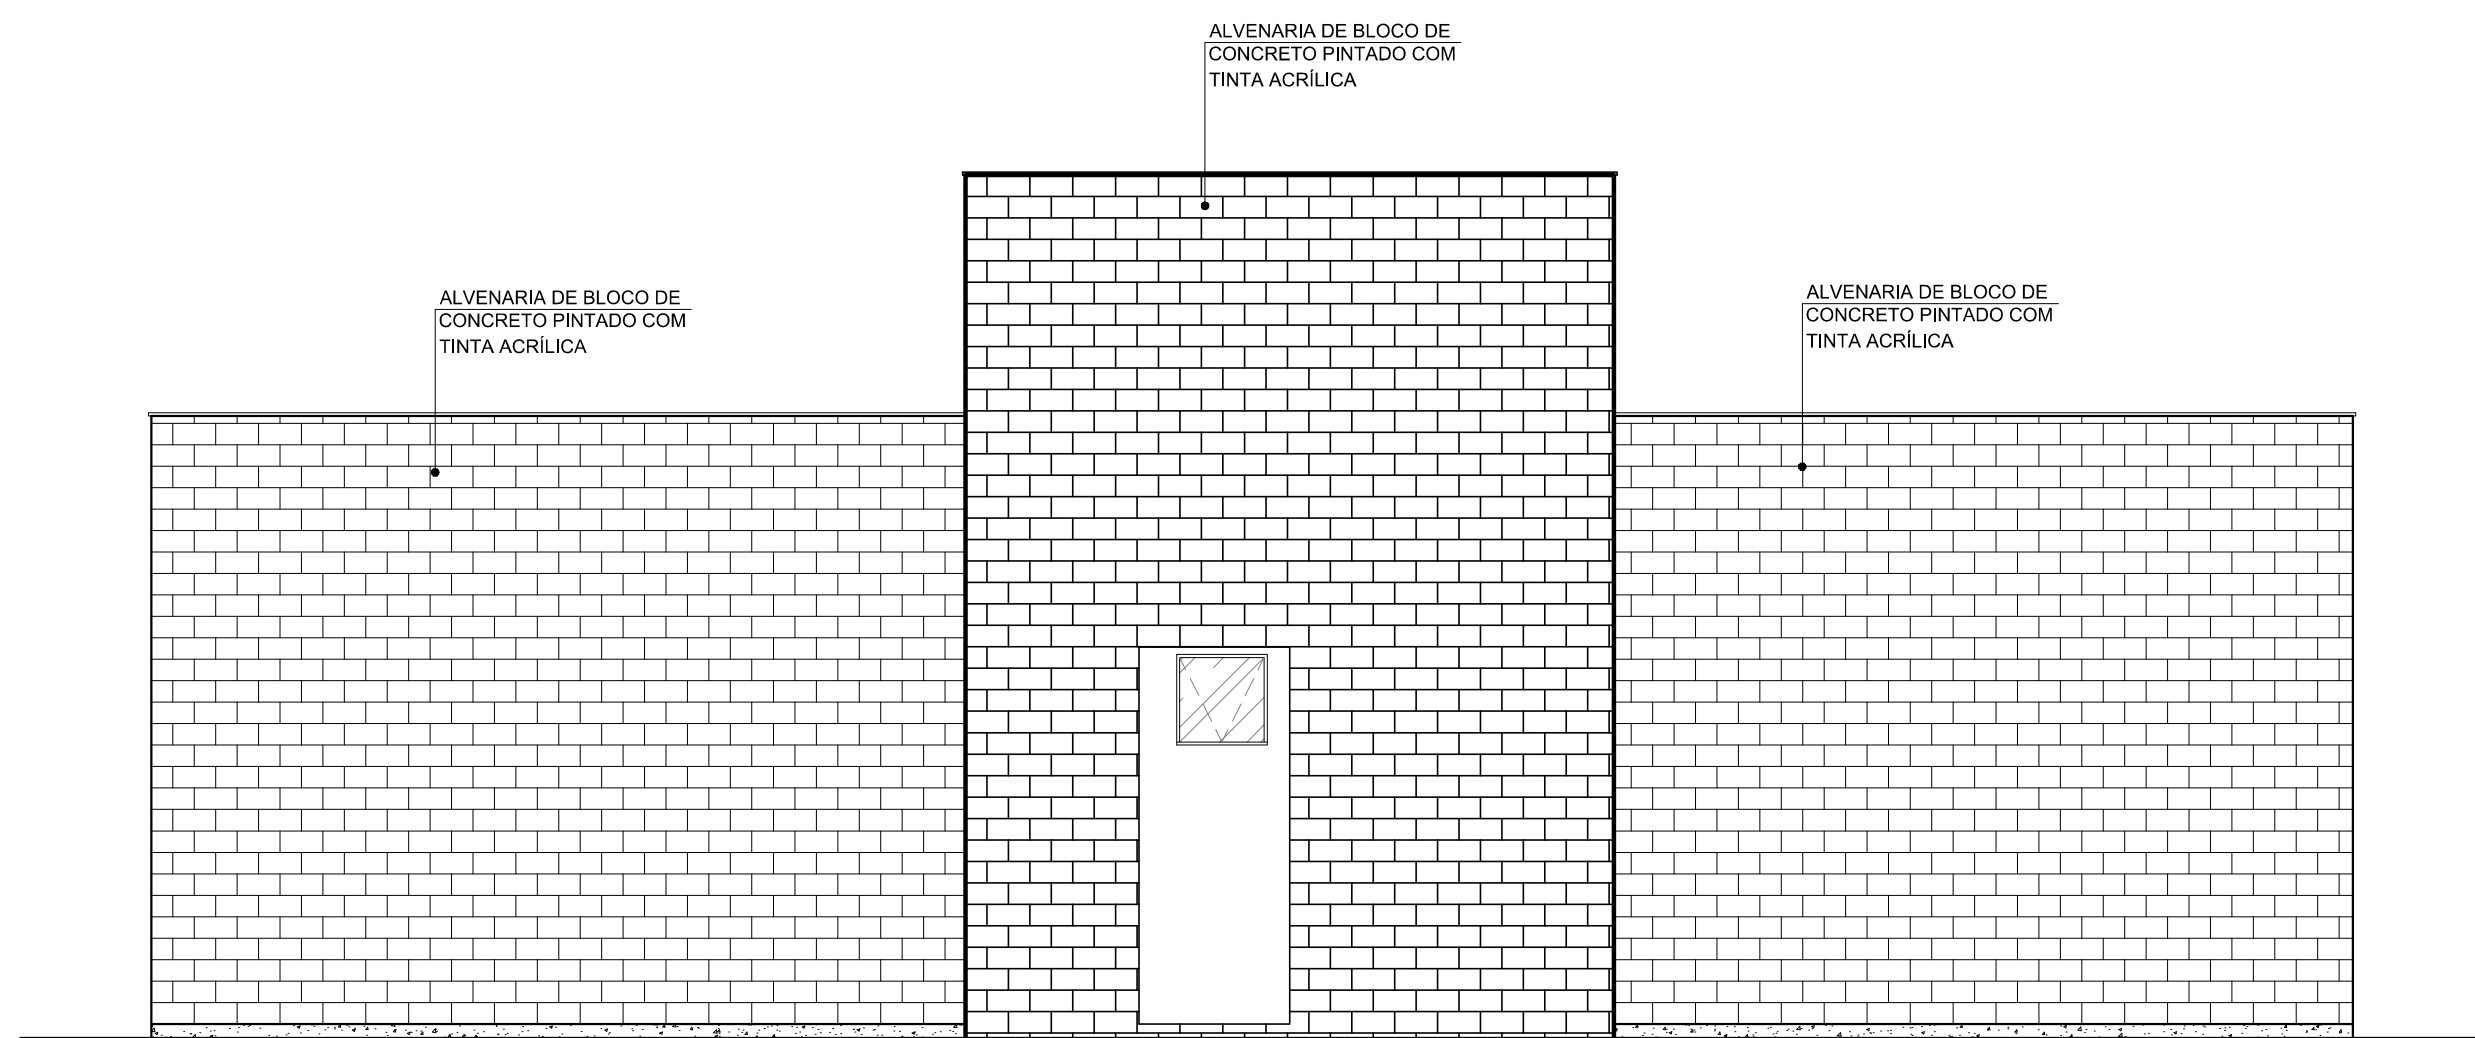 ALVENARIA DE BLOCO DE
CONCRETO PINTADO COM
TINTA ACRÍLICA
ALVENARIA DE BLOCO DE
CONCRETO PINTADO COM
TINTA ACRÍLICA
ALVENARIA DE BLOCO DE
CONCRETO PINTADO COM
TINTA ACRÍLICA